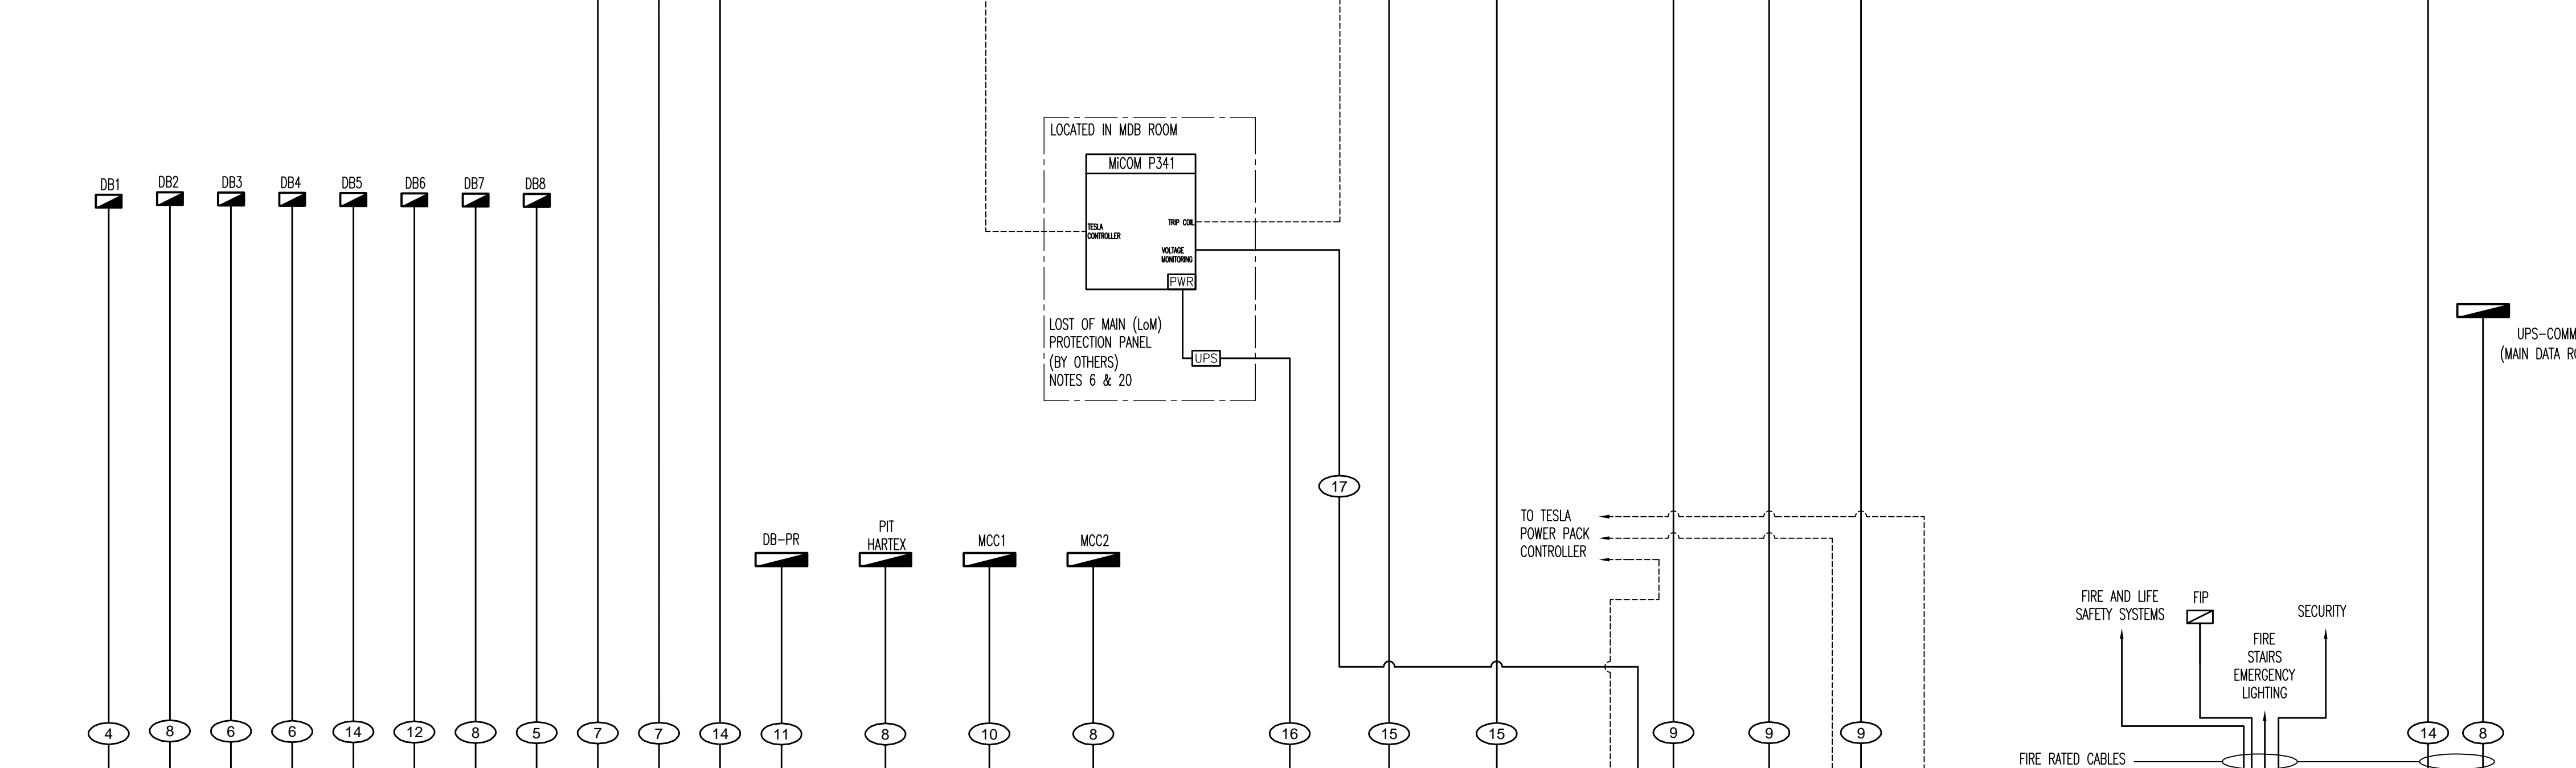 LOCATED IN MDB ROOM
MiCOM P341
TESLA
CONTROLLER
TRIP COIL
VOLTAGE
MONITORING
PWR
LOST OF MAIN (LoM)
PROTECTION PANEL
(BY OTHERS)
NOTES 6 & 20
UPS
DB1
DB2
DB3
DB4
DB5
DB6
DB7
DB8
UPS-COMM
(MAIN DATA
17
TO TESLA
POWER PACK
CONTROLLER
DB-PR
PIT
HARTEX
MCC1
MCC2
FIRE AND LIFE
SAFETY SYSTEMS
FIP
FIRE
STAIRS
EMERGENCY
LIGHTING
SECURITY
4
8
6
6
14
12
8
5
7
7
14
11
8
10
8
16
15
15
9
9
9
14
8
FIRE RATED CABLES